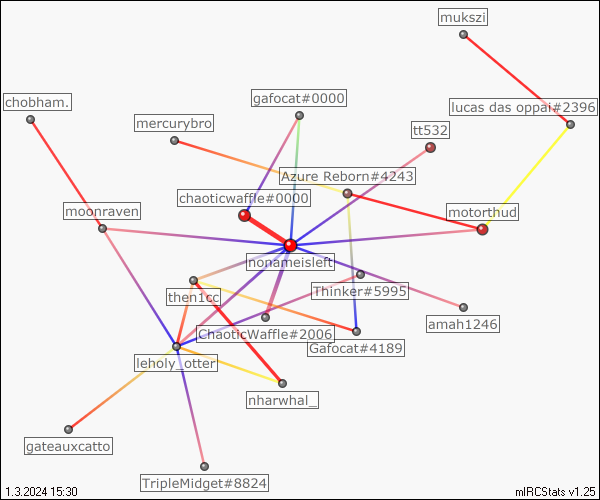 mukszi
gafocat#0000
chobham.
lucas das oppai#2396
mercurybro
tt532
Azure Reborn#4243
chaoticwaffle#0000
moonraven
motorthud
nonameisleft
then1cc
Thinker#5995
ChaoticWaffle#2006
amah1246
Gafocat#4189
leholy_otter
nharwhal_
gateauxcatto
TripleMidget#8824
1.3.2024 15:30
mIRCStats v1.25